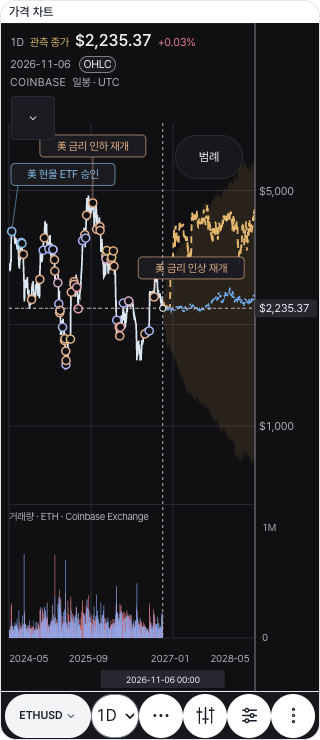 가격 차트
1D 관측 종가 $2,235.37 +0.03%
2026-11-06 OHLC
COINBASE 일봉 · UTC
美 금리 인하 재개
범례
美 현물 ETF 승인
$5,000
美 금리 인상 재개
$2,235.37
$1,000
거래량 · ETH · Coinbase Exchange
1M
0
2024-05 2025-09 2027-01 2028-05
2026-11-06 00:00
ETHUSD 1D